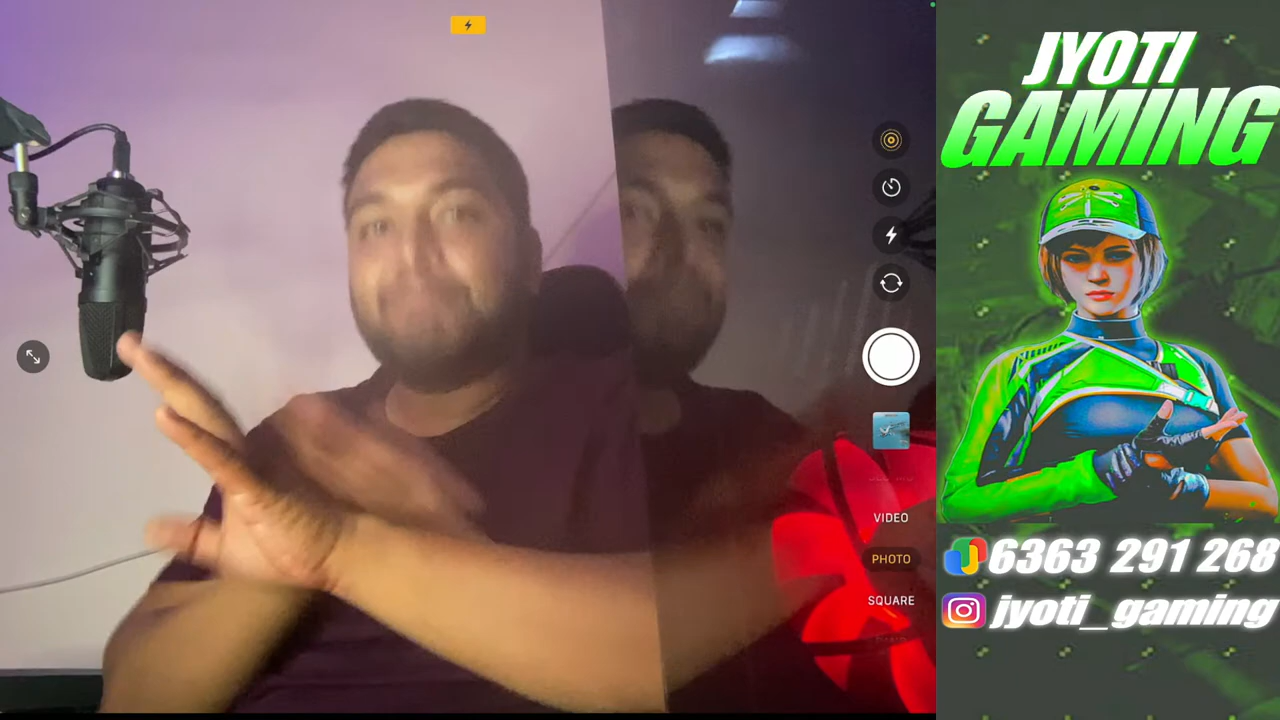 JYOTI
GAMING
VIDEO
PHOTO
SQUARE
6363 291 268
jyoti_gaming